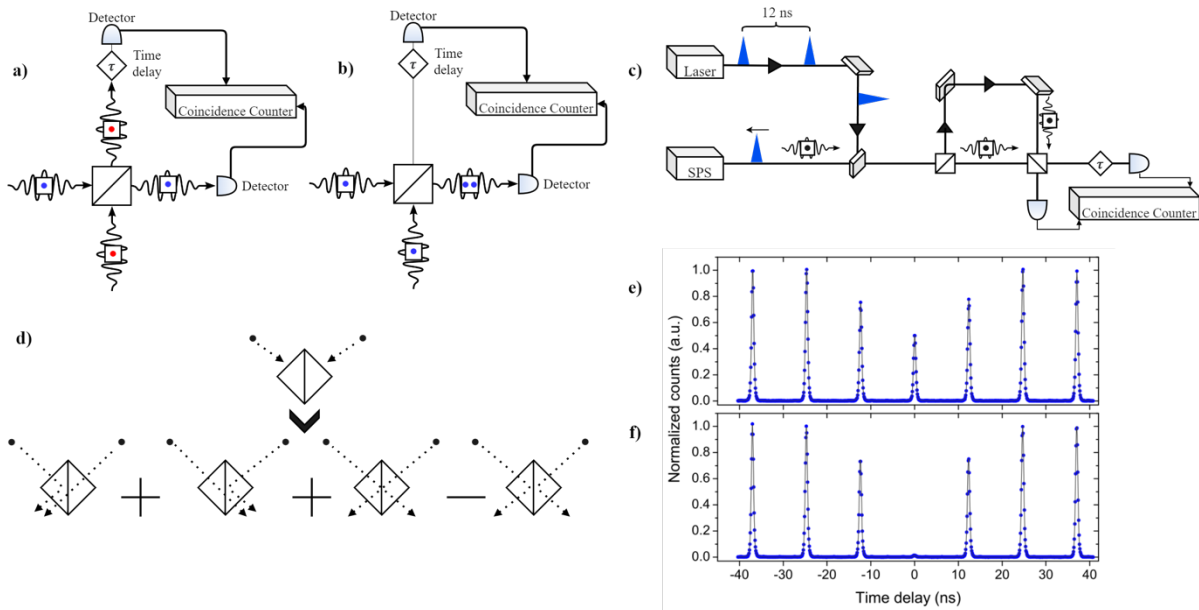 a)
Detector
Time
delay
τ
Coincidence Counter
Detector
b)
Detector
Time
delay
τ
Coincidence Counter
Detector
c)
12 ns
Laser
SPS
τ
Coincidence Counter
d)
e)
f)
Normalized counts (a.u.)
1.0
0.8
0.6
0.4
0.2
0.0
1.0
0.8
0.6
0.4
0.2
0.0
-40 -30 -20 -10 0 10 20 30 40
Time delay (ns)